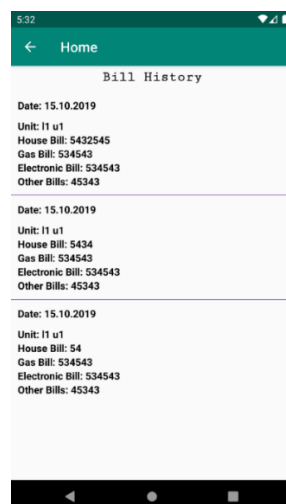 5:32
Home
Bill History
Date: 15.10.2019
Unit: l1 u1
House Bill: 5432545
Gas Bill: 534543
Electronic Bill: 534543
Other Bills: 45343
Date: 15.10.2019
Unit: l1 u1
House Bill: 5434
Gas Bill: 534543
Electronic Bill: 534543
Other Bills: 45343
Date: 15.10.2019
Unit: l1 u1
House Bill: 54
Gas Bill: 534543
Electronic Bill: 534543
Other Bills: 45343